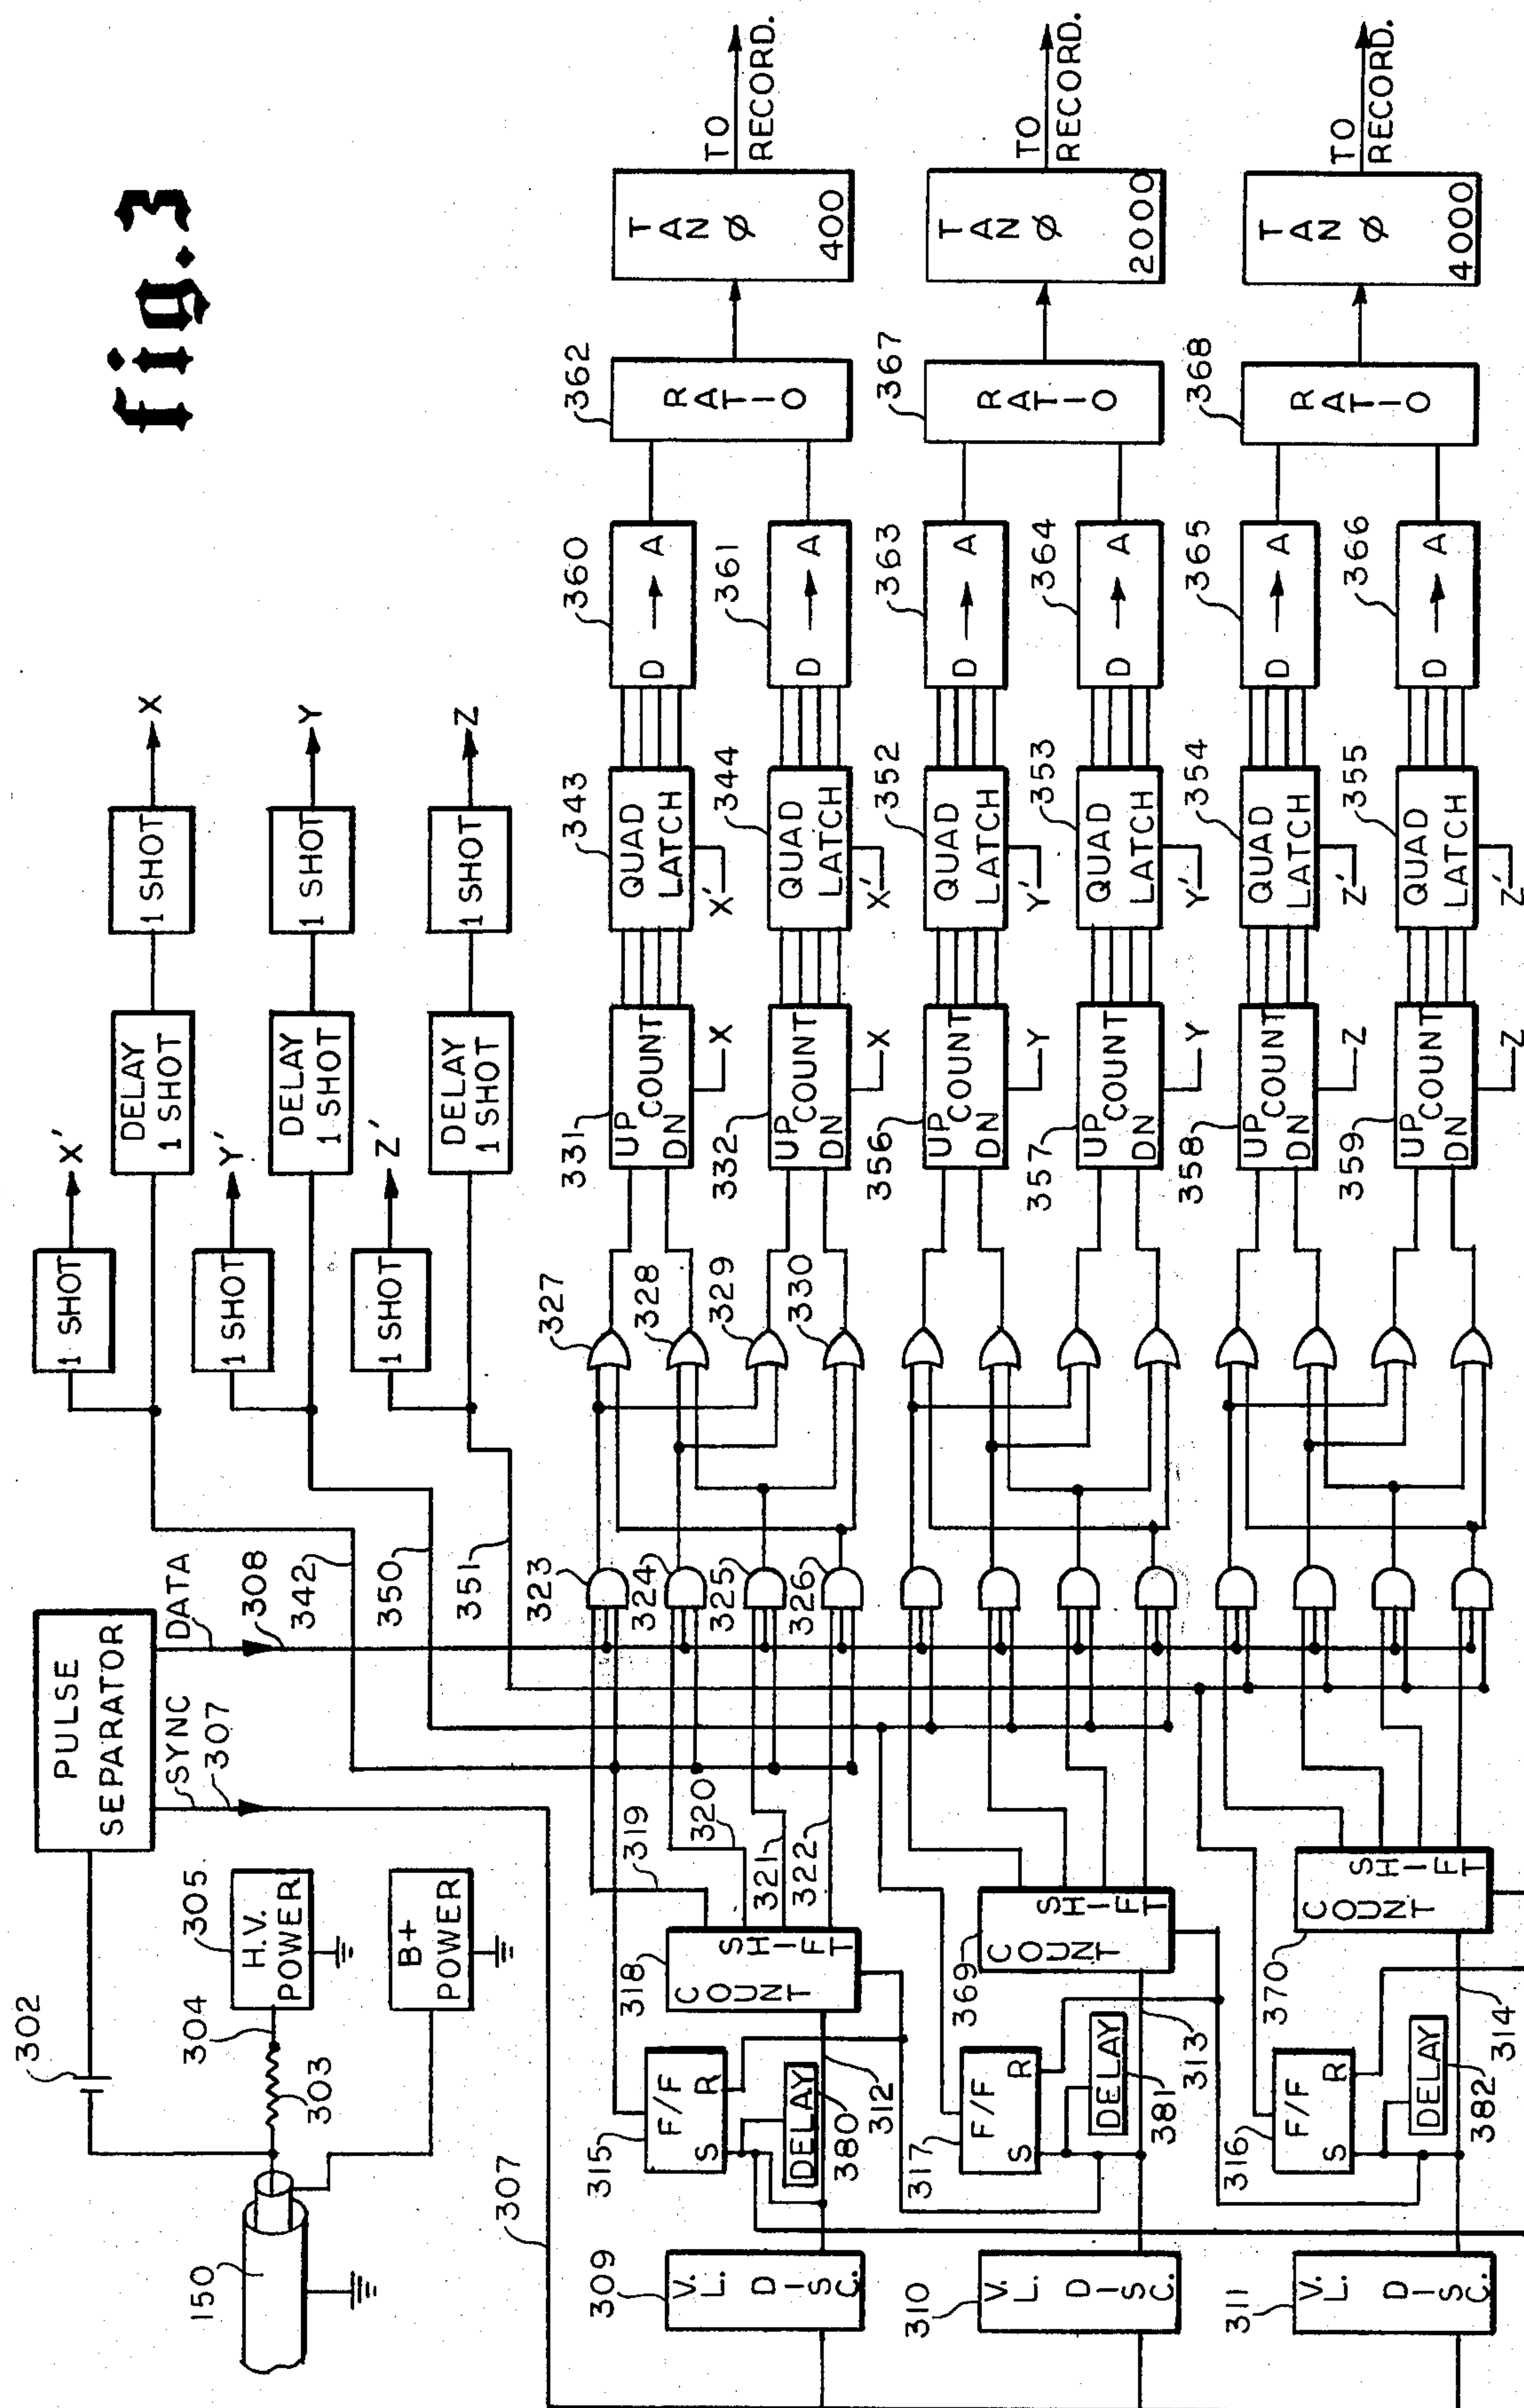 fig.3
302
150
304
303
H.V.
POWER
305
B+
POWER
PULSE
SEPARATOR
SYNC
307
DATA
308
342
350
351
307
1 SHOT
X'
DELAY
1 SHOT
1 SHOT
X
1 SHOT
Y'
DELAY
1 SHOT
1 SHOT
Y
1 SHOT
Z'
DELAY
1 SHOT
1 SHOT
Z
309
V.
L.
DISC.
315
F/F
S
R
DELAY
380
312
318
COUNT
SHIFT
319
320
321
322
323
324
325
326
327
328
329
330
331
UP
COUNT
DN
X
343
QUAD
LATCH
X'
360
D
A
332
UP
COUNT
DN
X
344
QUAD
LATCH
X'
361
D
A
362
RATIO
TAN
Ø
400
TO
RECORD.
310
V.
L.
DISC.
317
F/F
S
R
DELAY
381
313
369
COUNT
SHIFT
356
UP
COUNT
DN
Y
352
QUAD
LATCH
Y'
363
D
A
357
UP
COUNT
DN
Y
353
QUAD
LATCH
Y'
364
D
A
367
RATIO
TAN
Ø
2000
TO
RECORD.
311
V.
L.
DISC.
316
F/F
S
R
DELAY
382
314
370
COUNT
SHIFT
358
UP
COUNT
DN
Z
354
QUAD
LATCH
Z'
365
D
A
359
UP
COUNT
DN
Z
355
QUAD
LATCH
Z'
366
D
A
368
RATIO
TAN
Ø
4000
TO
RECORD.